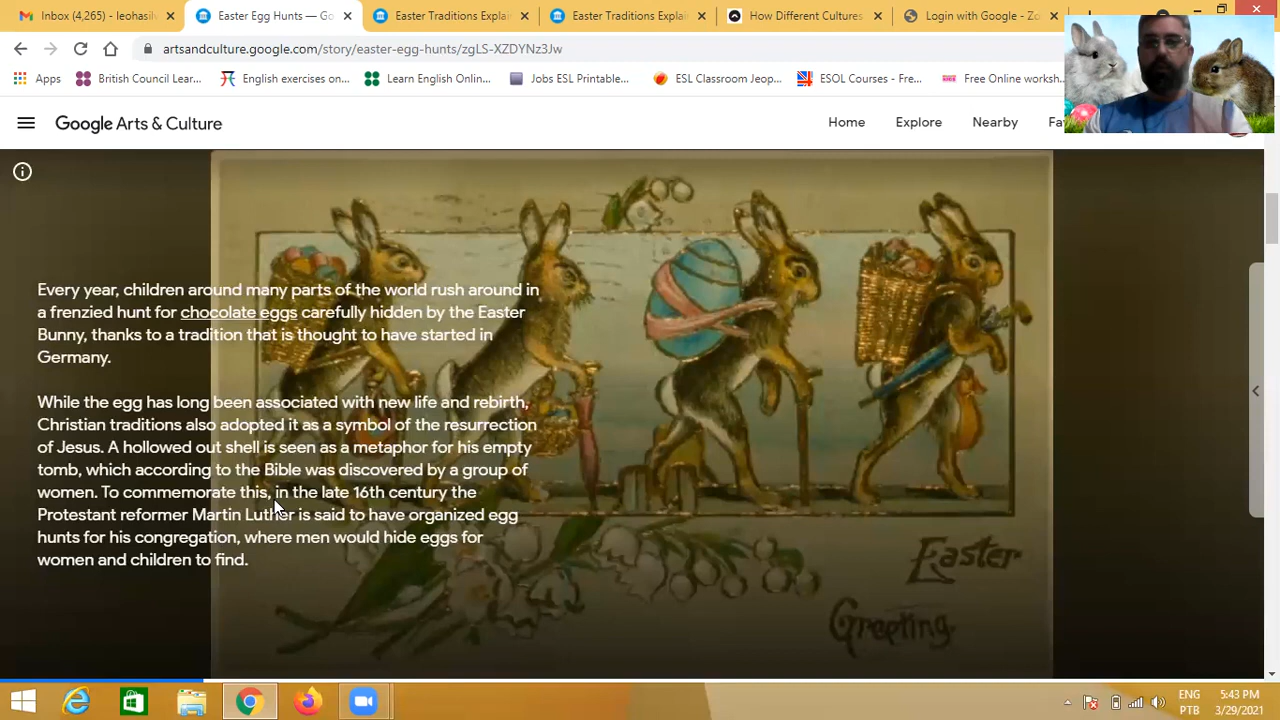 Inbox (4,265) - leohasilv
Easter Egg Hunts — Go
Easter Traditions Explai
Easter Traditions Explai
How Different Cultures
Login with Google - Zo
artsandculture.google.com/story/easter-egg-hunts/zgLS-XZDYNz3Jw
Apps
British Council Lear...
English exercises on...
Learn English Onlin...
Jobs ESL Printable...
ESL Classroom Jeop...
ESOL Courses - Fre...
Free Online worksh...
Google Arts & Culture
Home
Explore
Nearby
Every year, children around many parts of the world rush around in
a frenzied hunt for chocolate eggs carefully hidden by the Easter
Bunny, thanks to a tradition that is thought to have started in
Germany.
While the egg has long been associated with new life and rebirth,
Christian traditions also adopted it as a symbol of the resurrection
of Jesus. A hollowed out shell is seen as a metaphor for his empty
tomb, which according to the Bible was discovered by a group of
women. To commemorate this, in the late 16th century the
Protestant reformer Martin Luther is said to have organized egg
hunts for his congregation, where men would hide eggs for
women and children to find.
Easter
Greeting
ENG
PTB
5:43 PM
3/29/2021